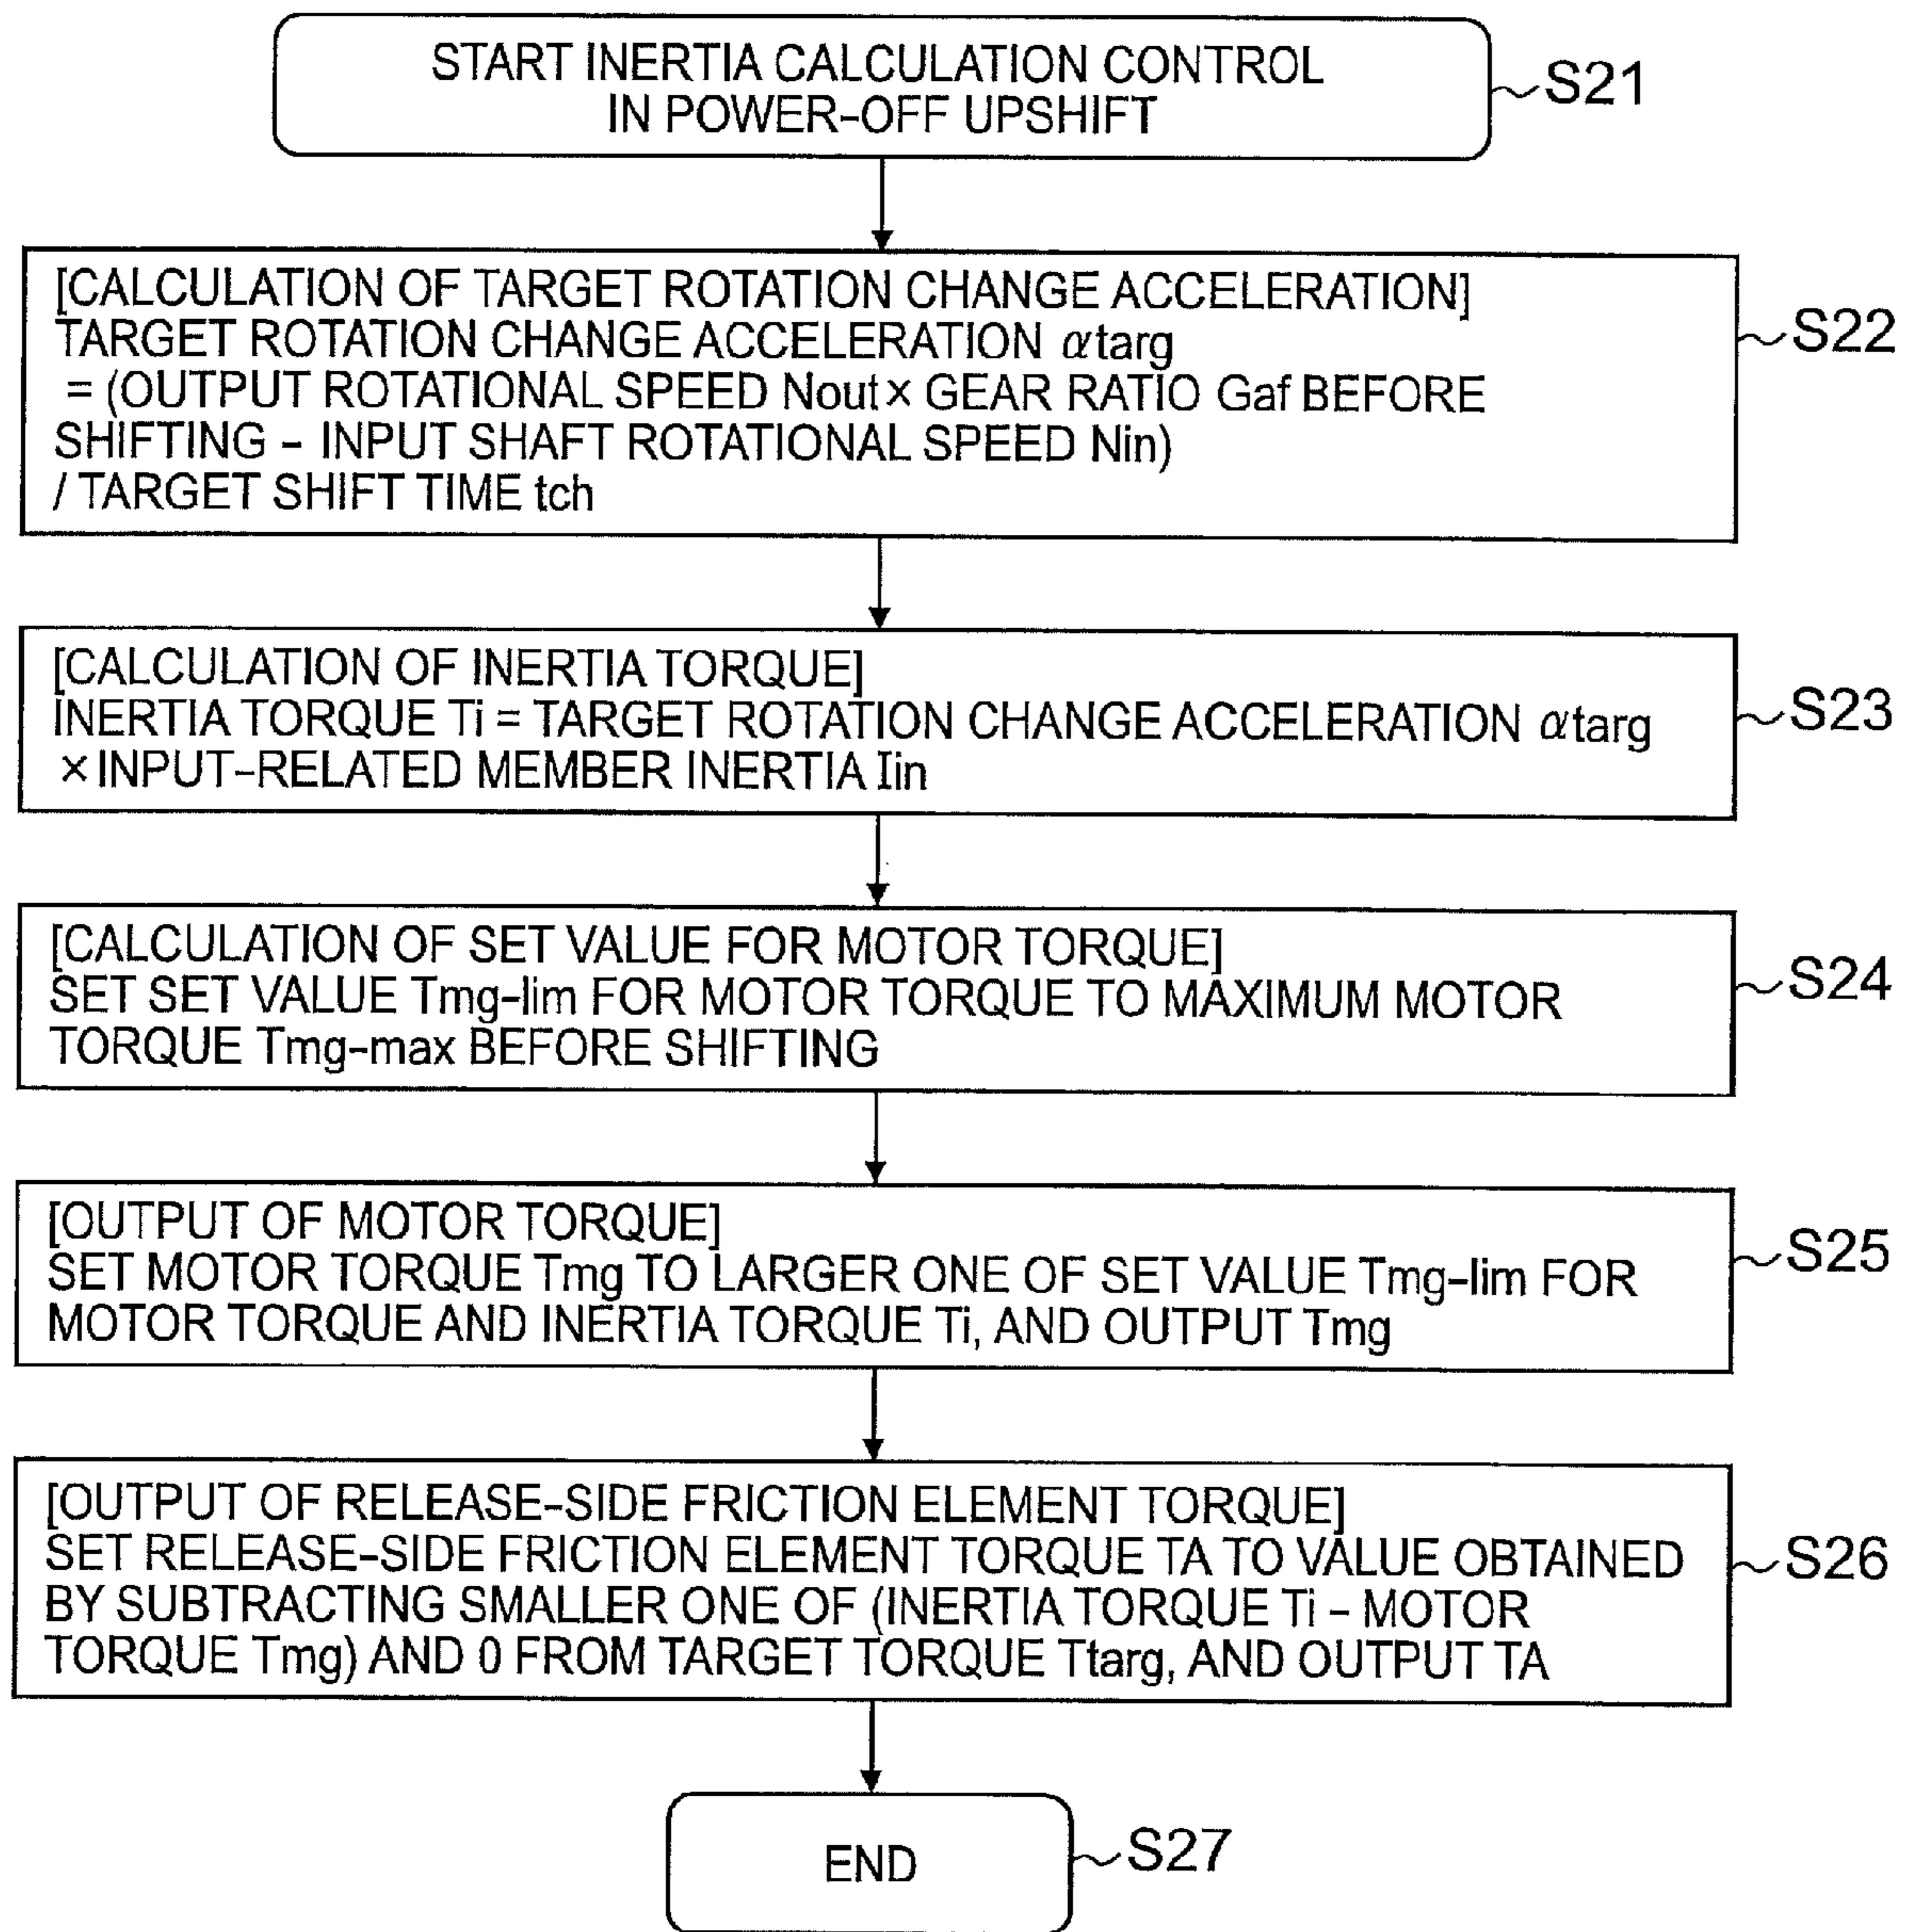 START INERTIA CALCULATION CONTROL
IN POWER-OFF UPSHIFT
S21
[CALCULATION OF TARGET ROTATION CHANGE ACCELERATION]
TARGET ROTATION CHANGE ACCELERATION αtarg
= (OUTPUT ROTATIONAL SPEED Nout × GEAR RATIO Gaf BEFORE
SHIFTING - INPUT SHAFT ROTATIONAL SPEED Nin)
/ TARGET SHIFT TIME tch
S22
[CALCULATION OF INERTIA TORQUE]
INERTIA TORQUE Ti = TARGET ROTATION CHANGE ACCELERATION αtarg
× INPUT-RELATED MEMBER INERTIA Iin
S23
[CALCULATION OF SET VALUE FOR MOTOR TORQUE]
SET SET VALUE Tmg-lim FOR MOTOR TORQUE TO MAXIMUM MOTOR
TORQUE Tmg-max BEFORE SHIFTING
S24
[OUTPUT OF MOTOR TORQUE]
SET MOTOR TORQUE Tmg TO LARGER ONE OF SET VALUE Tmg-lim FOR
MOTOR TORQUE AND INERTIA TORQUE Ti, AND OUTPUT Tmg
S25
[OUTPUT OF RELEASE-SIDE FRICTION ELEMENT TORQUE]
SET RELEASE-SIDE FRICTION ELEMENT TORQUE TA TO VALUE OBTAINED
BY SUBTRACTING SMALLER ONE OF (INERTIA TORQUE Ti - MOTOR
TORQUE Tmg) AND 0 FROM TARGET TORQUE Ttarg, AND OUTPUT TA
S26
END
S27